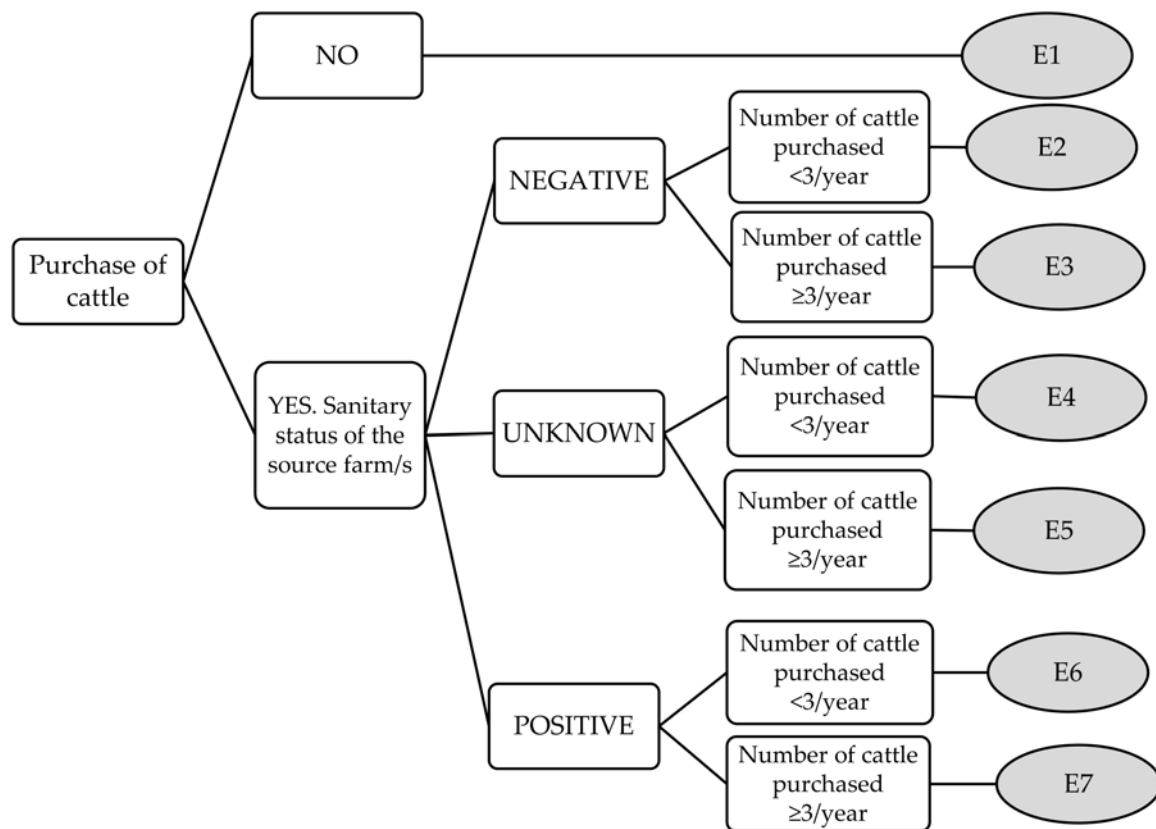 Purchase of
cattle
NO
E1
YES. Sanitary
status of the
source farm/s
NEGATIVE
Number of cattle
purchased
<3/year
E2
Number of cattle
purchased
≥3/year
E3
UNKNOWN
Number of cattle
purchased
<3/year
E4
Number of cattle
purchased
≥3/year
E5
POSITIVE
Number of cattle
purchased
<3/year
E6
Number of cattle
purchased
≥3/year
E7